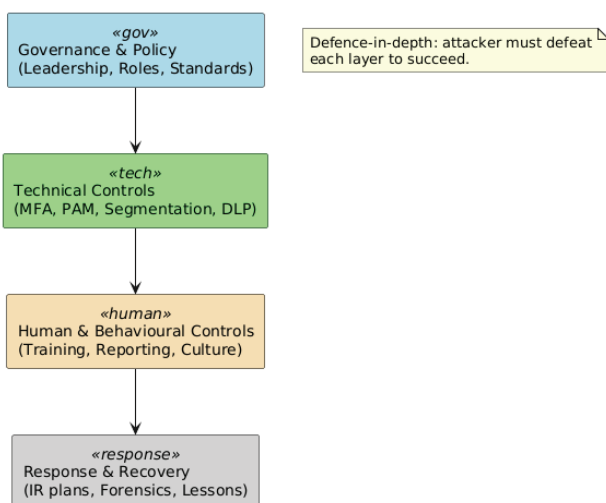 «gov»
Governance & Policy
(Leadership, Roles, Standards)
Defence-in-depth: attacker must defeat
each layer to succeed.
«tech»
Technical Controls
(MFA, PAM, Segmentation, DLP)
«human»
Human & Behavioural Controls
(Training, Reporting, Culture)
«response»
Response & Recovery
(IR plans, Forensics, Lessons)